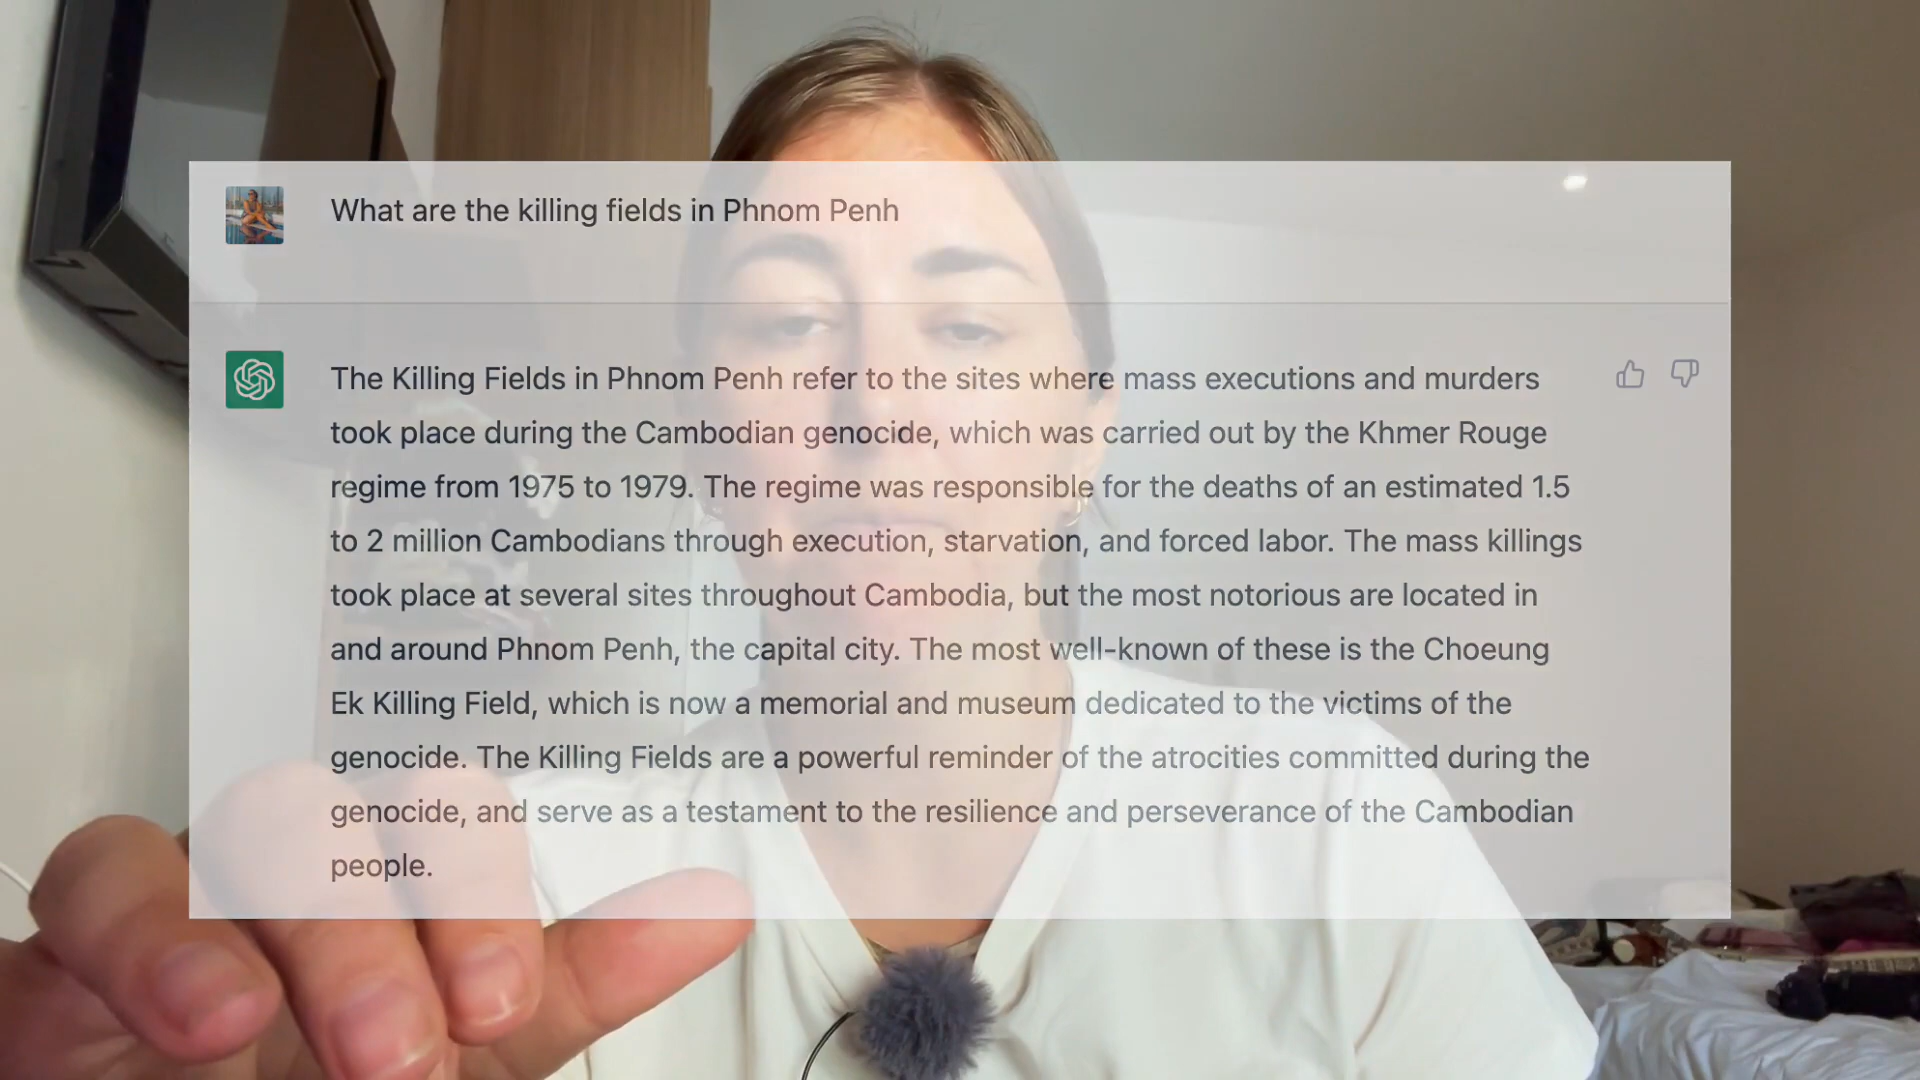 What are the killing fields in Phnom Penh
The Killing Fields in Phnom Penh refer to the sites where mass executions and murders
took place during the Cambodian genocide, which was carried out by the Khmer Rouge
regime from 1975 to 1979. The regime was responsible for the deaths of an estimated 1.5
to 2 million Cambodians through execution, starvation, and forced labor. The mass killings
took place at several sites throughout Cambodia, but the most notorious are located in
and around Phnom Penh, the capital city. The most well-known of these is the Choeung
Ek Killing Field, which is now a memorial and museum dedicated to the victims of the
genocide. The Killing Fields are a powerful reminder of the atrocities committed during the
genocide, and serve as a testament to the resilience and perseverance of the Cambodian
people.